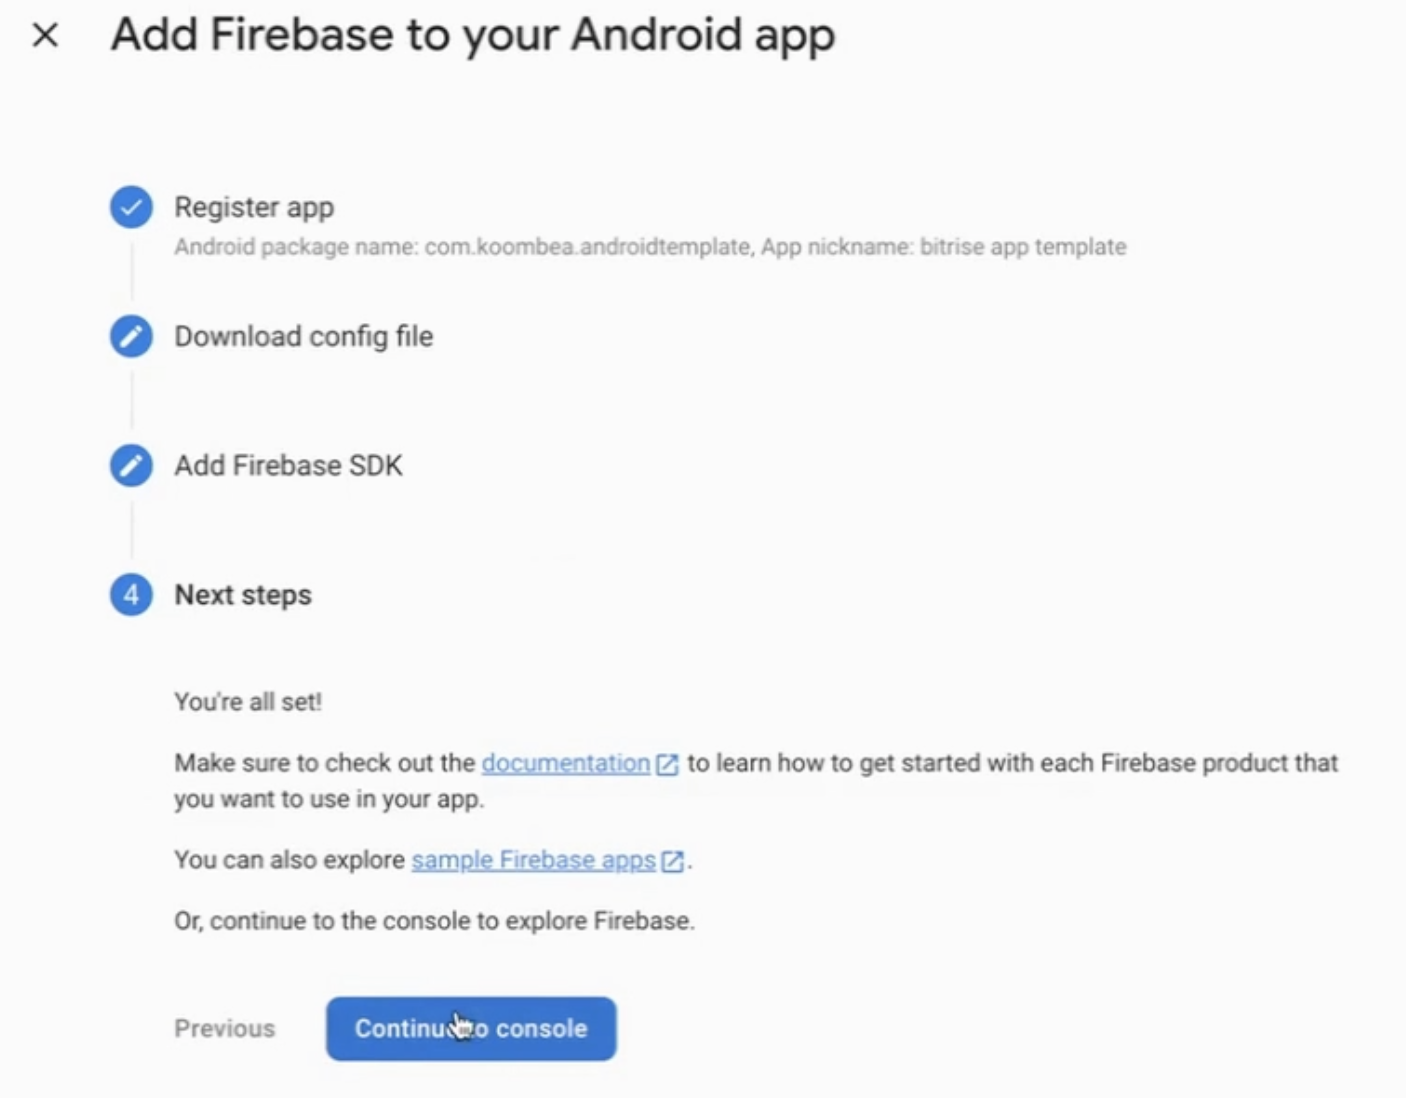 Add Firebase to your Android app
Register app
Android package name: com.koombea.androidtemplate, App nickname: bitrise app template
Download config file
Add Firebase SDK
4 Next steps
You're all set!
Make sure to check out the documentation to learn how to get started with each Firebase product that
you want to use in your app.
You can also explore sample Firebase apps.
Or, continue to the console to explore Firebase.
Previous Continue to console